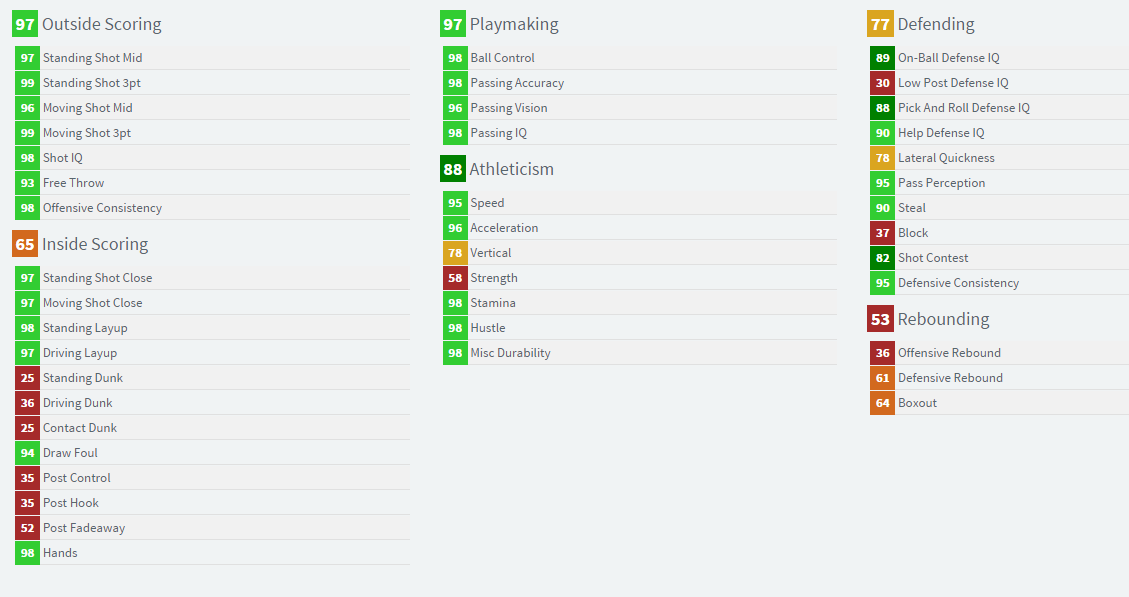 97 Outside Scoring
97 Standing Shot Mid
99 Standing Shot 3pt
96 Moving Shot Mid
99 Moving Shot 3pt
98 Shot IQ
93 Free Throw
98 Offensive Consistency
65 Inside Scoring
97 Standing Shot Close
97 Moving Shot Close
98 Standing Layup
97 Driving Layup
25 Standing Dunk
36 Driving Dunk
25 Contact Dunk
94 Draw Foul
35 Post Control
35 Post Hook
52 Post Fadeaway
98 Hands
97 Playmaking
98 Ball Control
98 Passing Accuracy
96 Passing Vision
98 Passing IQ
88 Athleticism
95 Speed
96 Acceleration
78 Vertical
58 Strength
98 Stamina
98 Hustle
98 Misc Durability
77 Defending
89 On-Ball Defense IQ
30 Low Post Defense IQ
88 Pick And Roll Defense IQ
90 Help Defense IQ
78 Lateral Quickness
95 Pass Perception
90 Steal
37 Block
82 Shot Contest
95 Defensive Consistency
53 Rebounding
36 Offensive Rebound
61 Defensive Rebound
64 Boxout